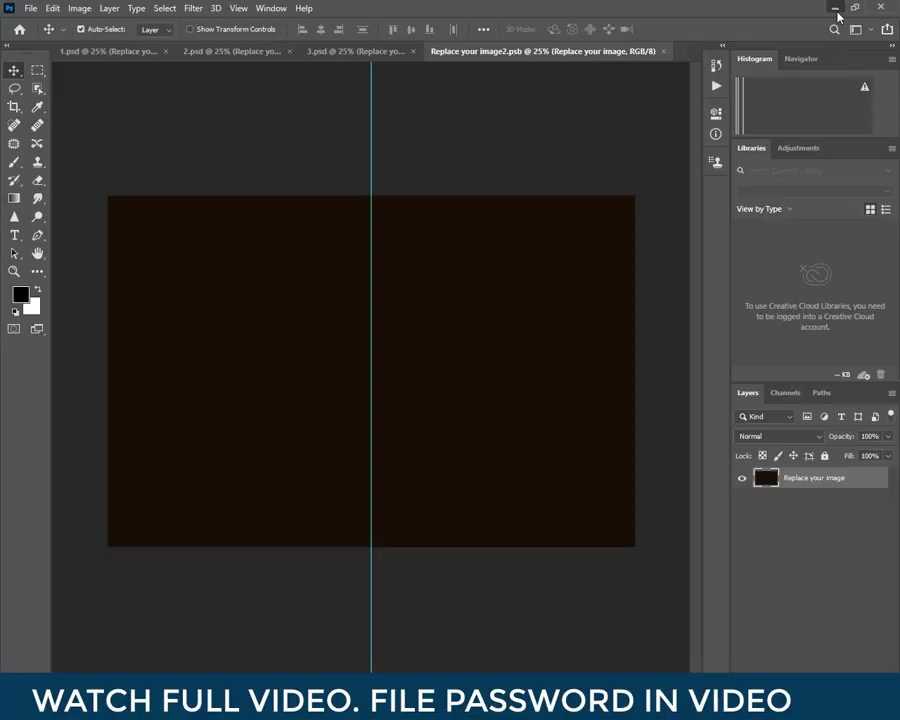 Ps File Edit Image Layer Type Select Filter 3D View Window Help
Auto-Select: Layer Show Transform Controls 3D Mode:
1.psd @ 25% (Replace yo... × 2.psd @ 25% (Replace yo... × 3.psd @ 25% (Replace yo... × Replace your image2.psb @ 25% (Replace your image, RGB/8) ×
Histogram Navigator
Libraries Adjustments
View by Type
To use Creative Cloud Libraries, you need
to be logged into a Creative Cloud
account.
-- KB
Layers Channels Paths
Kind
Normal Opacity: 100%
Lock: Fill: 100%
Replace your image
WATCH FULL VIDEO. FILE PASSWORD IN VIDEO